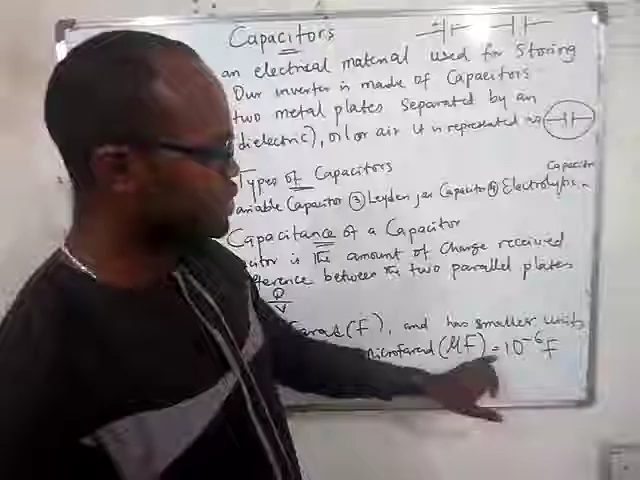 Capacitors
an electrical material used for storing
Our inverter is made of Capacitors
two metal plates separated by an
dielectric), oil or air it is represented as
Types of Capacitors
Capacitor
ariable Capacitor ③ Leyden jar Capacitor ④ Electrolytic
Capacitance of a Capacitor
citor is the amount of charge received
fference between the two parallel plates
Q
V
Farad (F), and has smaller units
Microfarad (μF) = 10⁻⁶ F